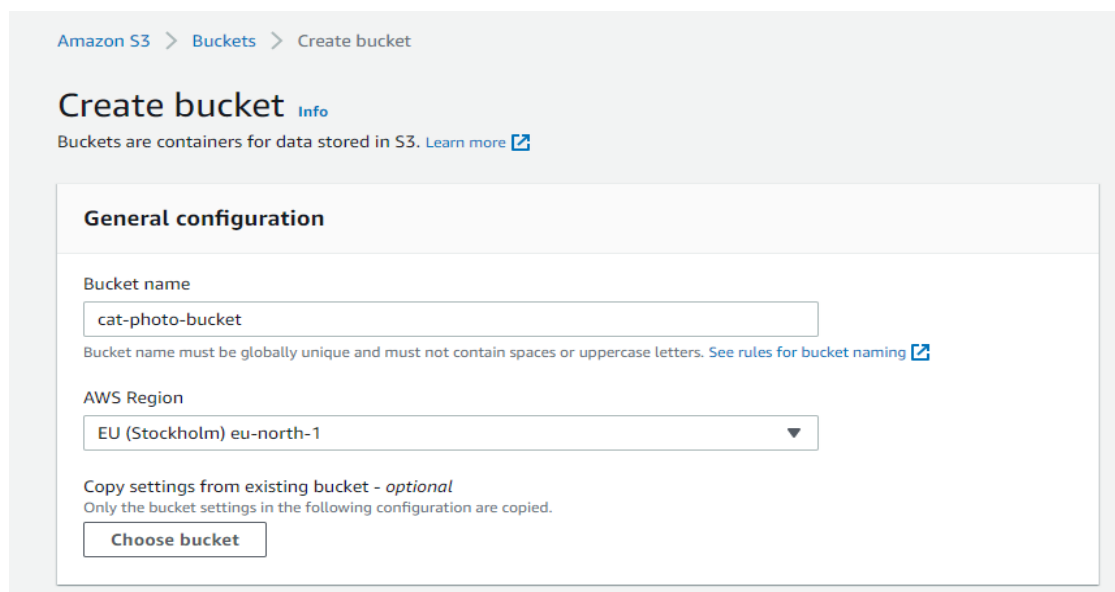 Amazon S3 > Buckets > Create bucket
Create bucket Info
Buckets are containers for data stored in S3. Learn more
General configuration
Bucket name
cat-photo-bucket
Bucket name must be globally unique and must not contain spaces or uppercase letters. See rules for bucket naming
AWS Region
EU (Stockholm) eu-north-1
Copy settings from existing bucket - optional
Only the bucket settings in the following configuration are copied.
Choose bucket